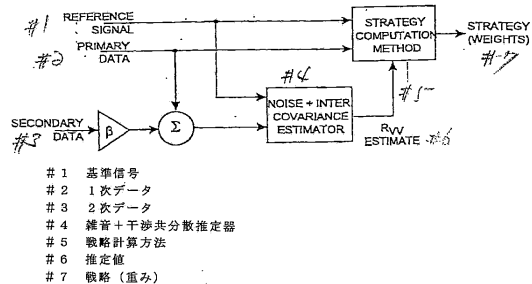 #1
REFERENCE
SIGNAL
#2
PRIMARY
DATA
STRATEGY
COMPUTATION
METHOD
STRATEGY
(WEIGHTS)
#7
#4
#5
NOISE + INTER
COVARIANCE
ESTIMATOR
SECONDARY
DATA
#3
β
Σ
RVV
ESTIMATE
#6
#1 基準信号
#2 1次データ
#3 2次データ
#4 雑音+干渉共分散推定器
#5 戦略計算方法
#6 推定値
#7 戦略(重み)